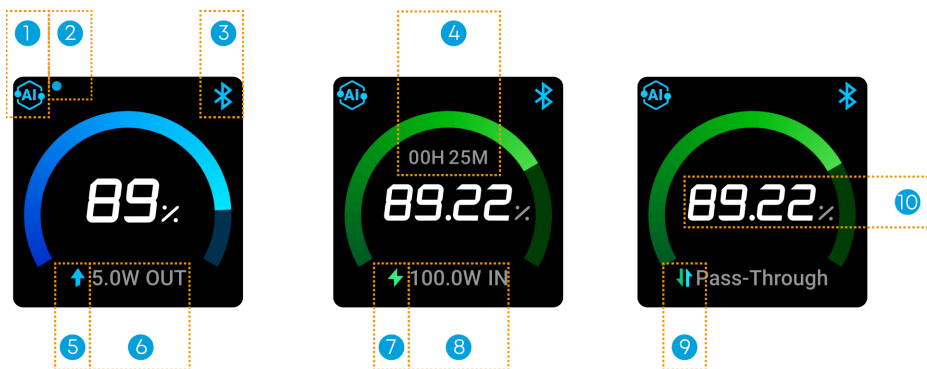 1 2 3 4
AI AI AI
00H 25M
89% 89.22% 89.22% 10
5.0W OUT 100.0W IN Pass-Through
5 6 7 8 9